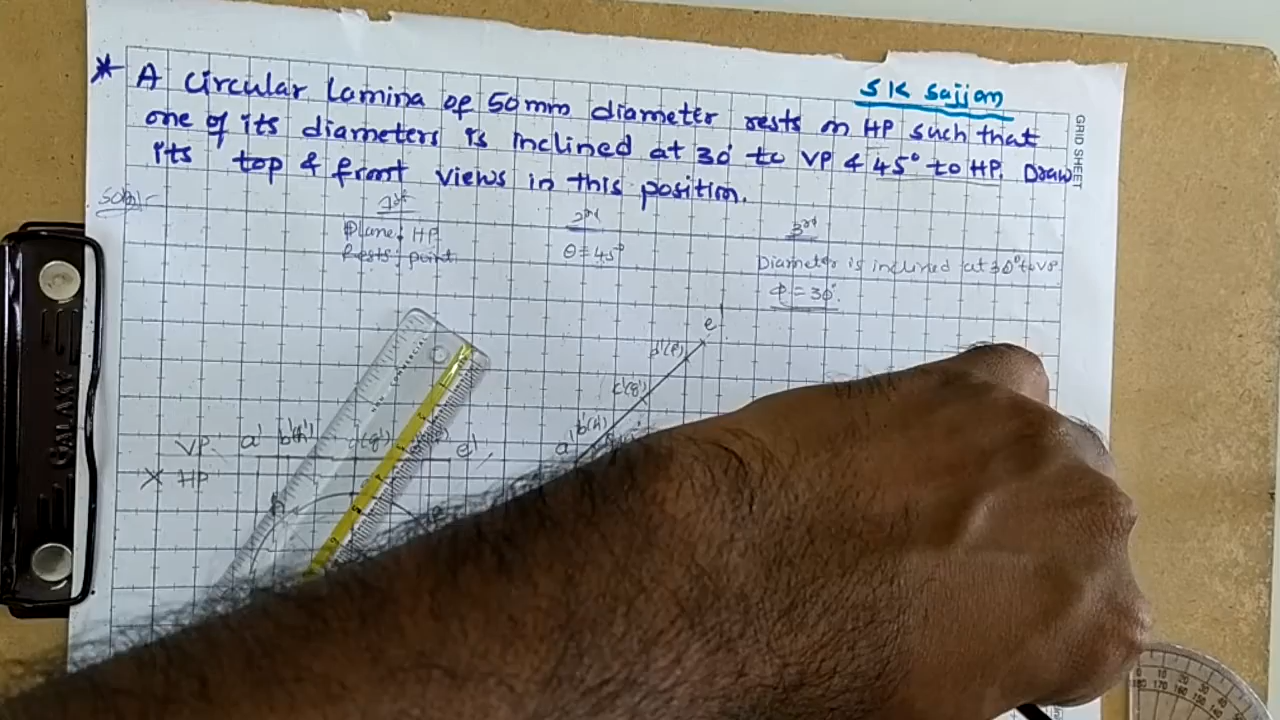 * A Circular Lamina of 50mm diameter rests on HP such that
SK Sajjan
one of its diameters is inclined at 30° to VP & 45° to HP. Draw
its top & front views in this position.
Soln:-
1st
Plane: HP
Rests: point
2nd
θ = 45°
3rd
Diameter is inclined at 30° to VP
φ = 30°.
GRID SHEET
GALAXY
e'
d'(f')
c'(g')
b'(h')
a'
VP a' b'(h') c'(g') e'
X HP